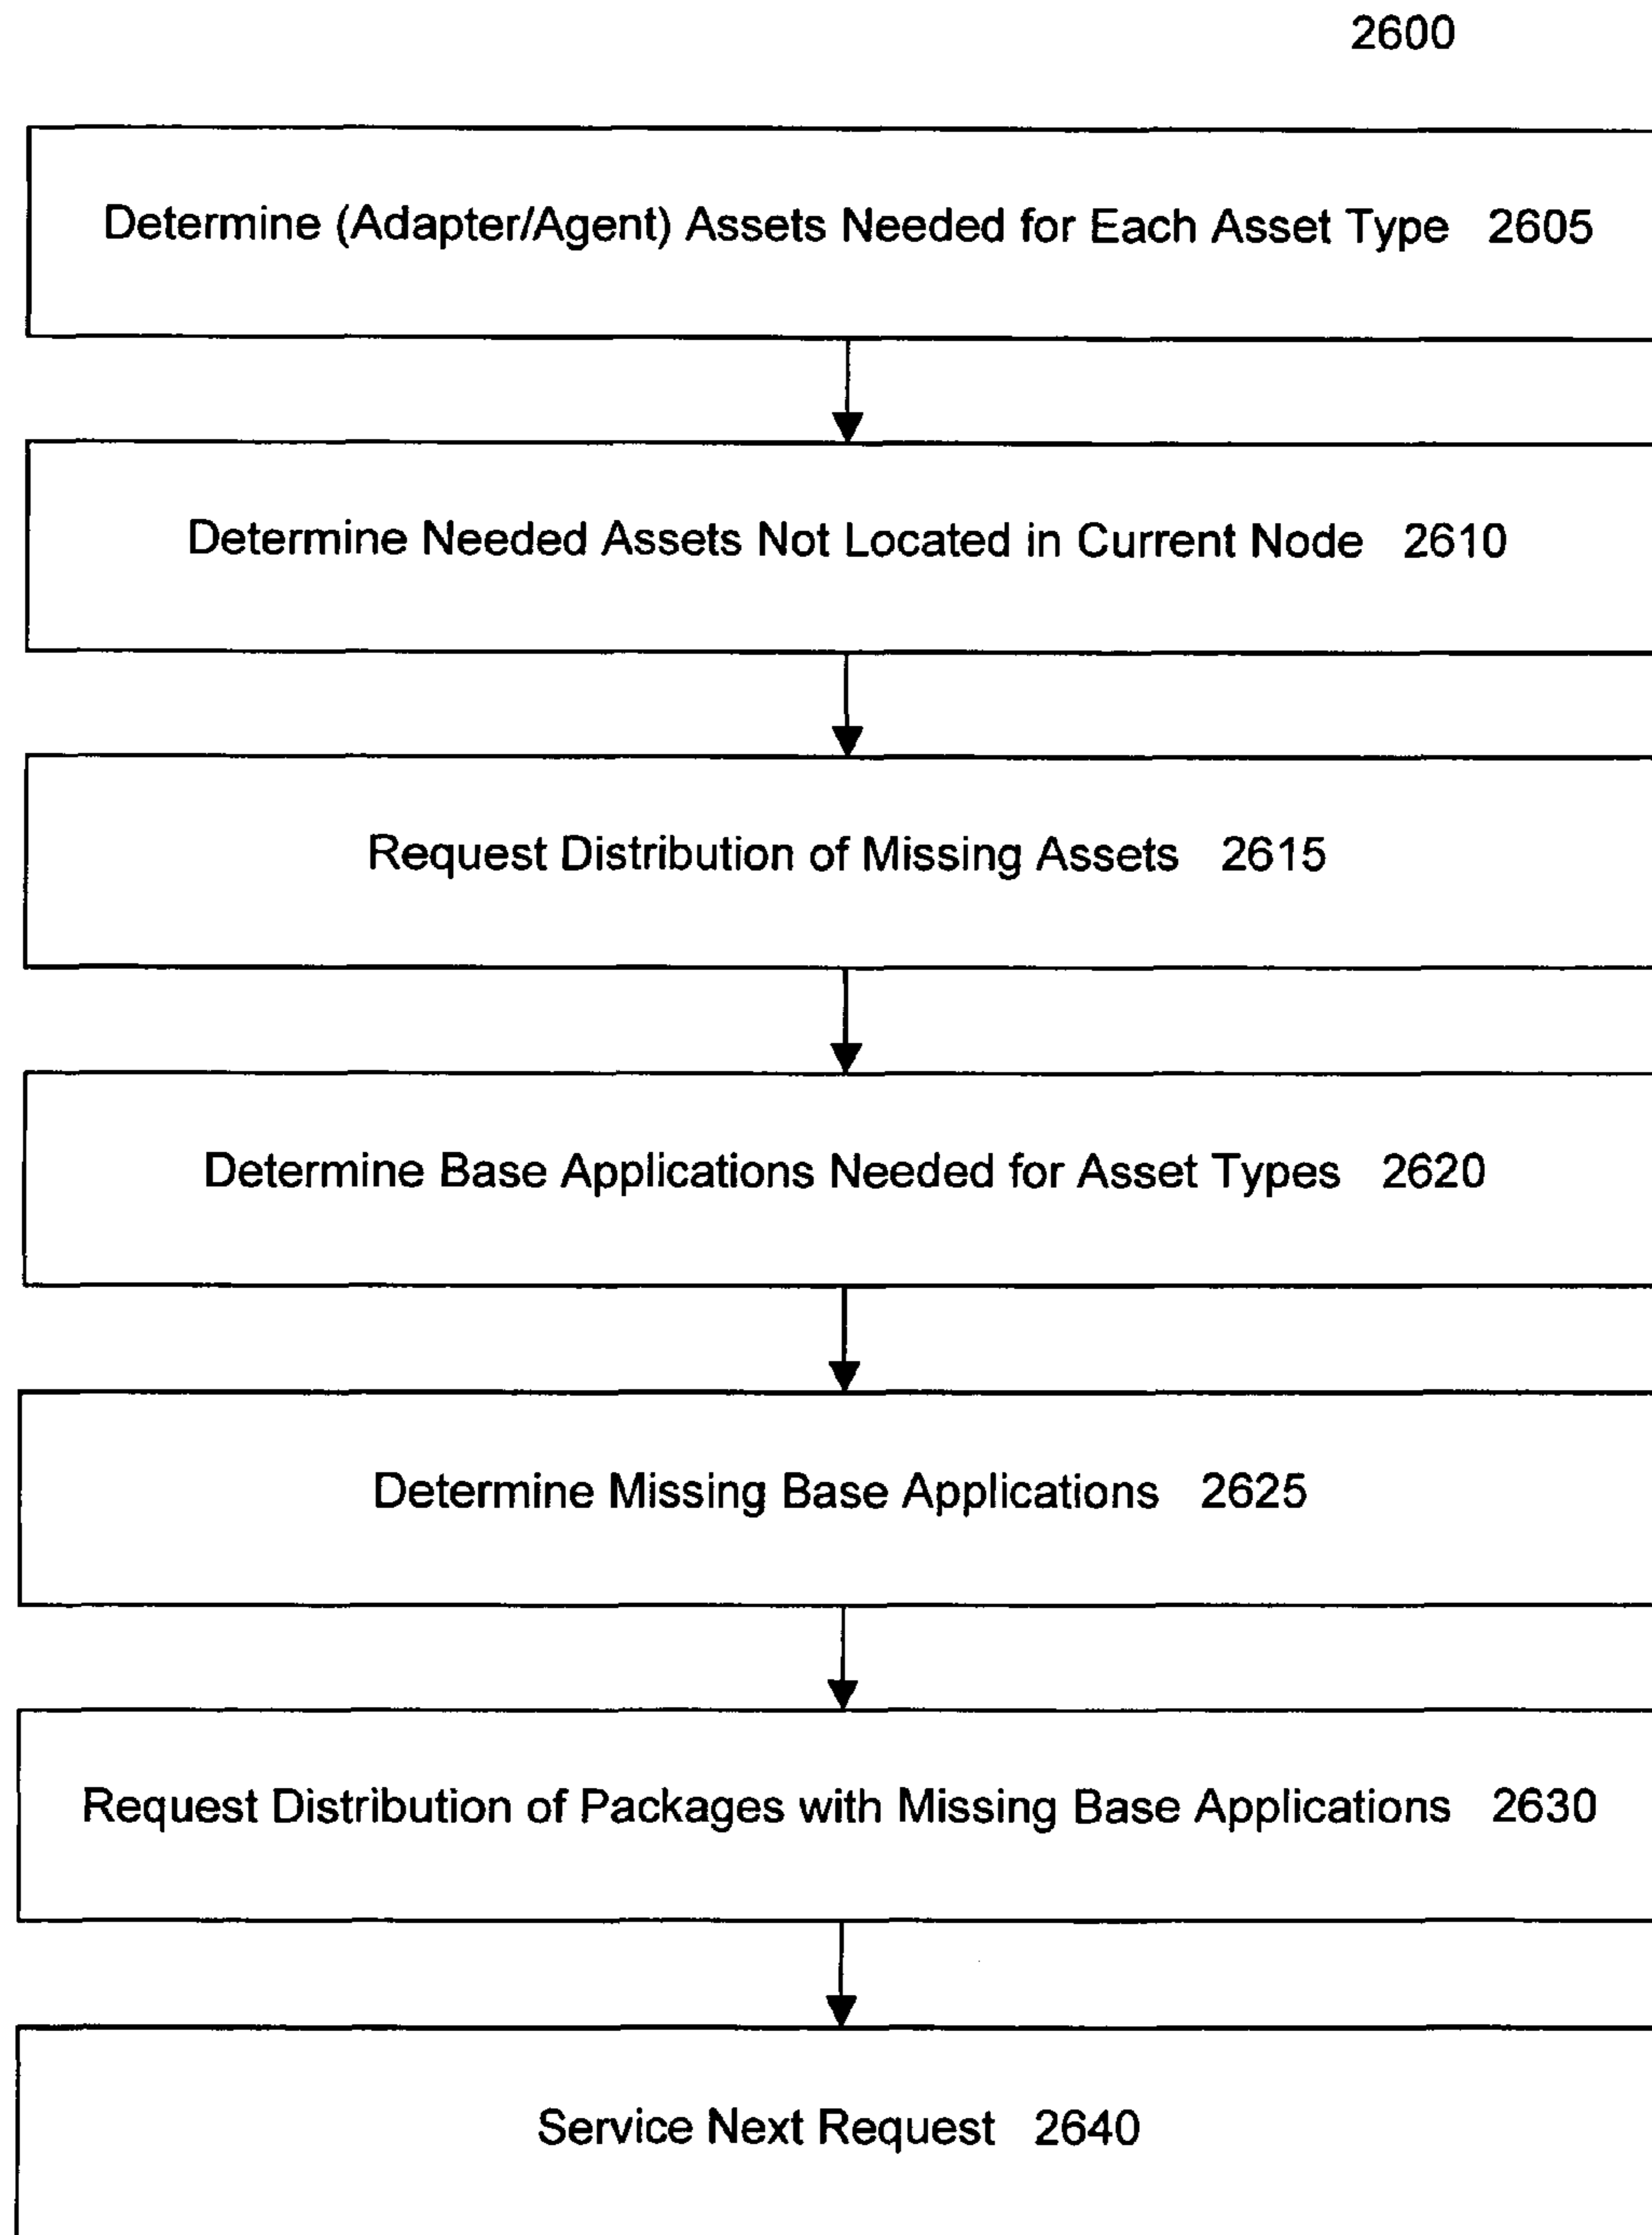 2600
Determine (Adapter/Agent) Assets Needed for Each Asset Type 2605
Determine Needed Assets Not Located in Current Node 2610
Request Distribution of Missing Assets 2615
Determine Base Applications Needed for Asset Types 2620
Determine Missing Base Applications 2625
Request Distribution of Packages with Missing Base Applications 2630
Service Next Request 2640